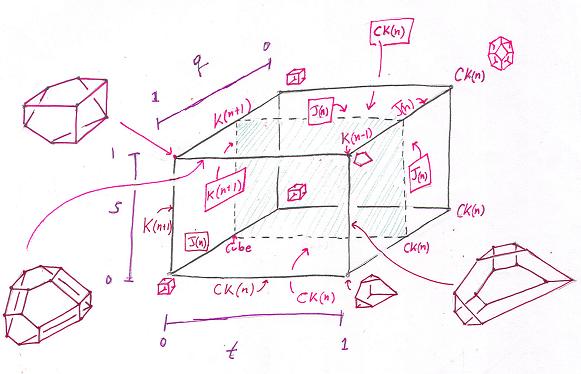 CK(n)
q
0
1
CK(n)
K(n+1)
J(n)
J(n)
K(n-1)
1
K(n+1)
J(n)
s
K(n+1)
J(n)
cube
CK(n)
CK(n)
0
CK(n)
CK(n)
0
t
1